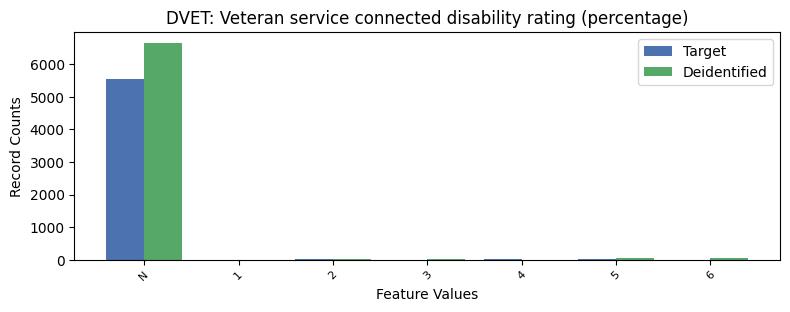 DVET: Veteran service connected disability rating (percentage)
Target
Deidentified
Record Counts
6000
5000
4000
3000
2000
1000
0
N 1 2 3 4 5 6
Feature Values